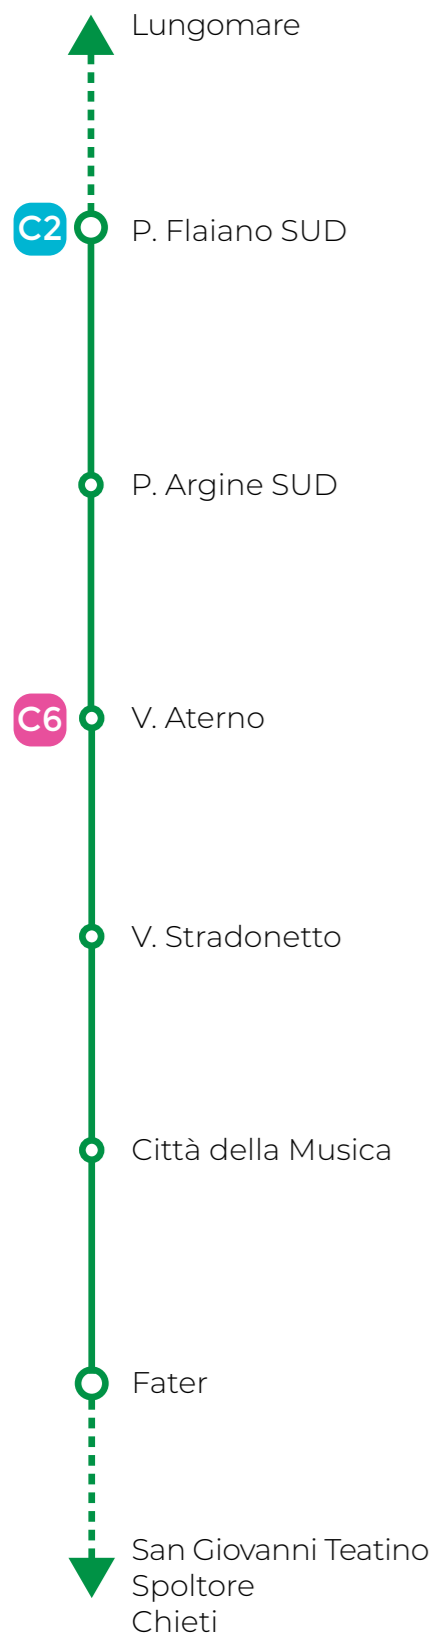 Lungomare
C2
P. Flaiano SUD
P. Argine SUD
C6
V. Aterno
V. Stradonetto
Città della Musica
Fater
San Giovanni Teatino
Spoltore
Chieti